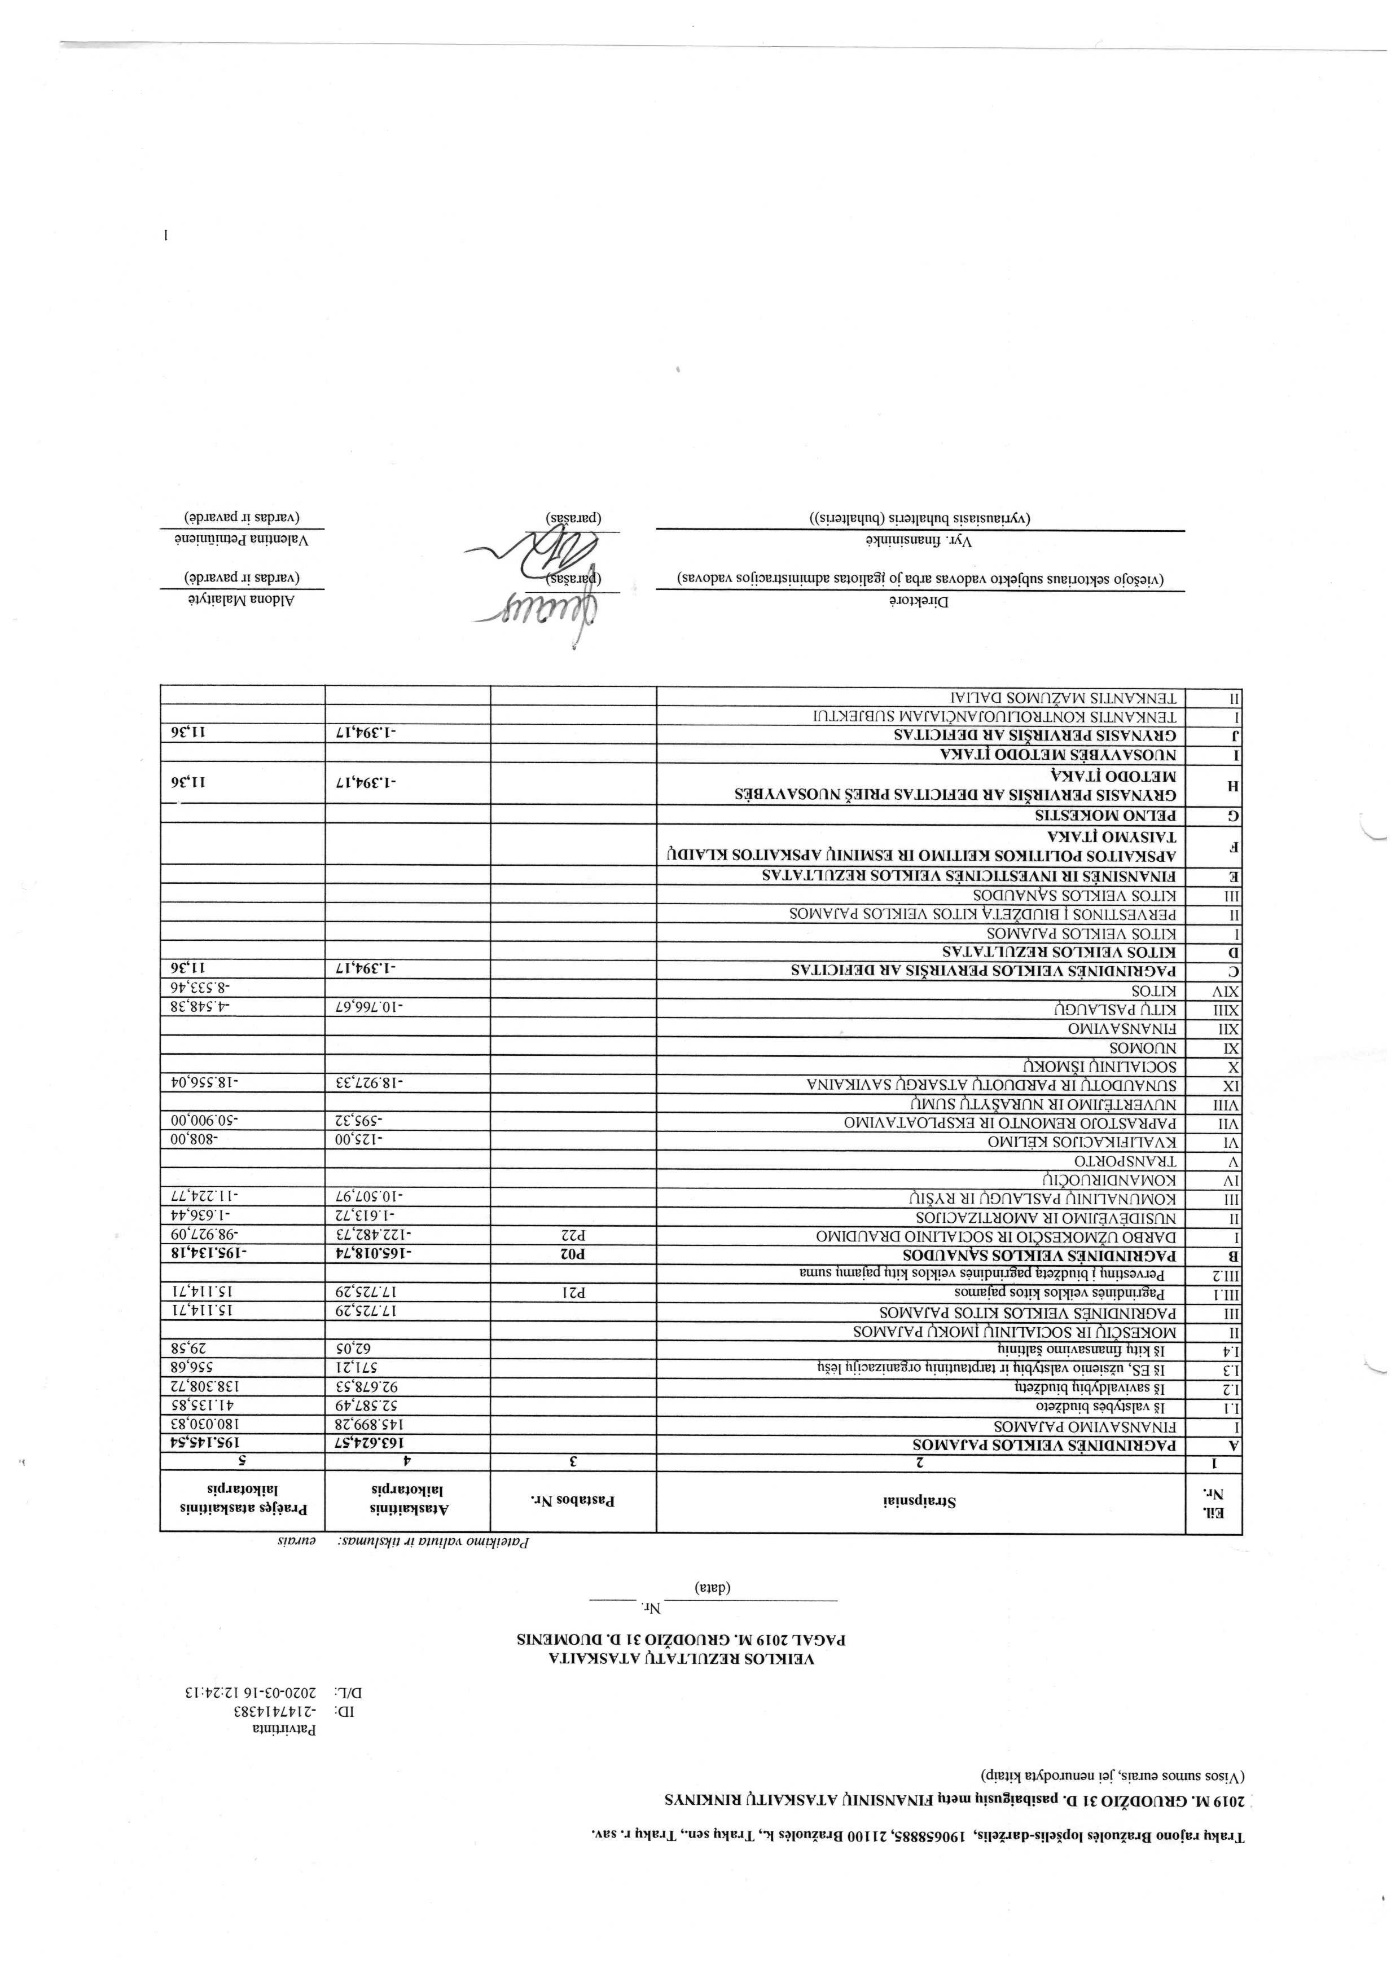 Trakų rajono Bražuolės lopšelis-darželis, 190658885, 21100 Bražuolės k., Trakų sen., Trakų r. sav.
2019 M. GRUODŽIO 31 D. pasibaigusių metų FINANSINIŲ ATASKAITŲ RINKINYS
(Visos sumos eurais, jei nenurodyta kitaip)
Patvirtinta
ID: -2147414383
D/L: 2020-03-16 12:24:13
VEIKLOS REZULTATŲ ATASKAITA
PAGAL 2019 M. GRUODŽIO 31 D. DUOMENIS
Nr.
(data)
Pateikimo valiuta ir tikslumas: eurais
Eil. Nr. Straipsniai Pastabos Nr. Ataskaitinis laikotarpis Praėjęs ataskaitinis laikotarpis
1 2 3 4 5
A PAGRINDINĖS VEIKLOS PAJAMOS 163.624,57 195.145,54
I FINANSAVIMO PAJAMOS 145.899,28 180.030,83
I.1 Iš valstybės biudžeto 52.587,49 41.135,85
I.2 Iš savivaldybių biudžetų 92.678,53 138.308,72
I.3 Iš ES, užsienio valstybių ir tarptautinių organizacijų lėšų 571,21 556,68
I.4 Iš kitų finansavimo šaltinių 62,05 29,58
II MOKESČIŲ IR SOCIALINIŲ ĮMOKŲ PAJAMOS
III PAGRINDINĖS VEIKLOS KITOS PAJAMOS 17.725,29 15.114,71
III.1 Pagrindinės veiklos kitos pajamos P21 17.725,29 15.114,71
III.2 Pervestinų į biudžetą pagrindinės veiklos kitų pajamų suma
B PAGRINDINĖS VEIKLOS SĄNAUDOS P02 -165.018,74 -195.134,18
I DARBO UŽMOKESČIO IR SOCIALINIO DRAUDIMO P22 -122.482,73 -98.927,09
II NUSIDĖVĖJIMO IR AMORTIZACIJOS -1.613,72 -1.636,44
III KOMUNALINIŲ PASLAUGŲ IR RYŠIŲ -10.507,97 -11.224,77
IV KOMANDIRUOČIŲ
V TRANSPORTO
VI KVALIFIKACIJOS KĖLIMO -125,00 -808,00
VII PAPRASTOJO REMONTO IR EKSPLOATAVIMO -595,32 -50.900,00
VIII NUVERTĖJIMO IR NURAŠYTŲ SUMŲ
IX SUNAUDOTŲ IR PARDUOTŲ ATSARGŲ SAVIKAINA -18.927,33 -18.556,04
X SOCIALINIŲ IŠMOKŲ
XI NUOMOS
XII FINANSAVIMO
XIII KITŲ PASLAUGŲ -10.766,67 -4.548,38
XIV KITOS -8.533,46
C PAGRINDINĖS VEIKLOS PERVIRŠIS AR DEFICITAS -1.394,17 11,36
D KITOS VEIKLOS REZULTATAS
I KITOS VEIKLOS PAJAMOS
II PERVESTINOS Į BIUDŽETĄ KITOS VEIKLOS PAJAMOS
III KITOS VEIKLOS SĄNAUDOS
E FINANSINĖS IR INVESTICINĖS VEIKLOS REZULTATAS
F APSKAITOS POLITIKOS KEITIMO IR ESMINIŲ APSKAITOS KLAIDŲ
TAISYMO ĮTAKA
G PELNO MOKESTIS
H GRYNASIS PERVIRŠIS AR DEFICITAS PRIEŠ NUOSAVYBĖS
METODO ĮTAKĄ -1.394,17 11,36
I NUOSAVYBĖS METODO ĮTAKA
J GRYNASIS PERVIRŠIS AR DEFICITAS -1.394,17 11,36
I TENKANTIS KONTROLIUOJANČIAJAM SUBJEKTUI
II TENKANTIS MAŽUMOS DALIAI
Direktorė Aldona Malaitytė
(viešojo sektoriaus subjekto vadovas arba jo įgaliotas administracijos vadovas) (parašas) (vardas ir pavardė)
Vyr. finansininkė Valentina Petniūnienė
(vyriausiasis buhalteris (buhalteris)) (parašas) (vardas ir pavardė)
1